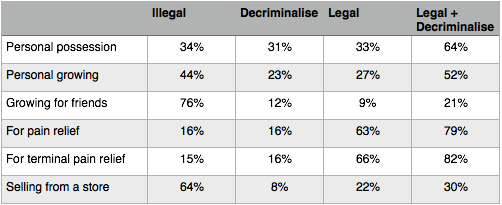 Illegal Decriminalise Legal Legal +
Decriminalise
Personal possession 34% 31% 33% 64%
Personal growing 44% 23% 27% 52%
Growing for friends 76% 12% 9% 21%
For pain relief 16% 16% 63% 79%
For terminal pain relief 15% 16% 66% 82%
Selling from a store 64% 8% 22% 30%